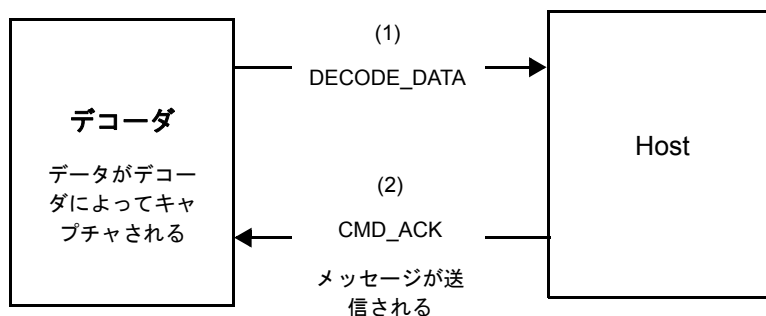 デコーダ
データがデコー
ダによってキャ
プチャされる
(1)
DECODE_DATA
(2)
CMD_ACK
メッセージが送
信される
Host